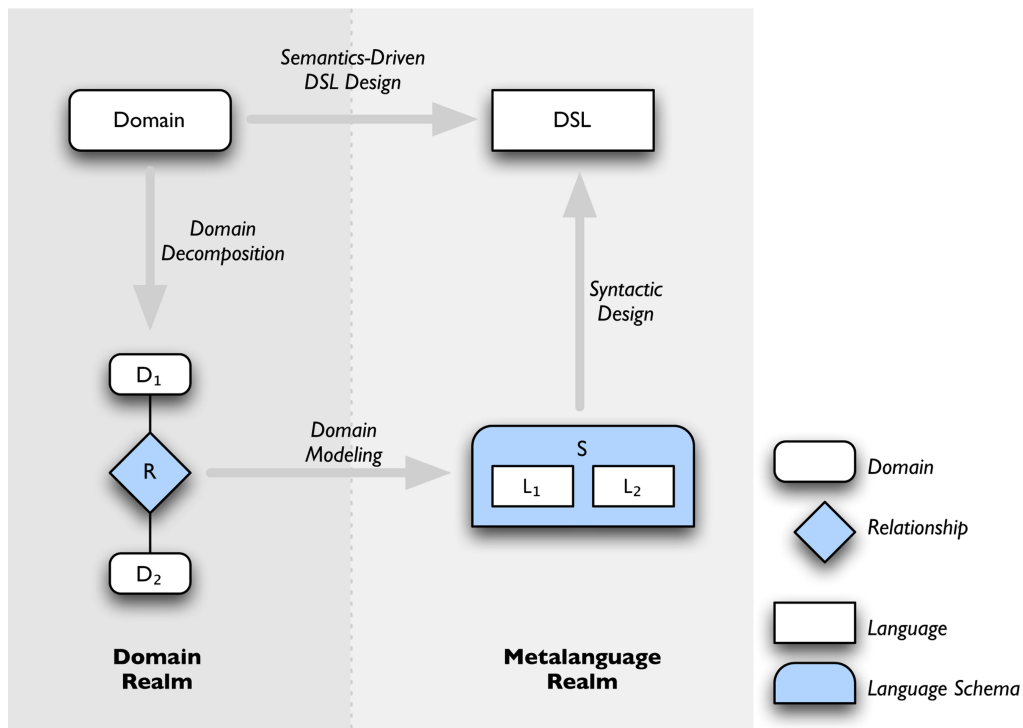 Semantics-Driven
DSL Design
Domain
DSL
Domain
Decomposition
Syntactic
Design
D₁
R
D₂
Domain
Modeling
S
L₁
L₂
Domain
Realm
Metalanguage
Realm
Domain
Relationship
Language
Language Schema